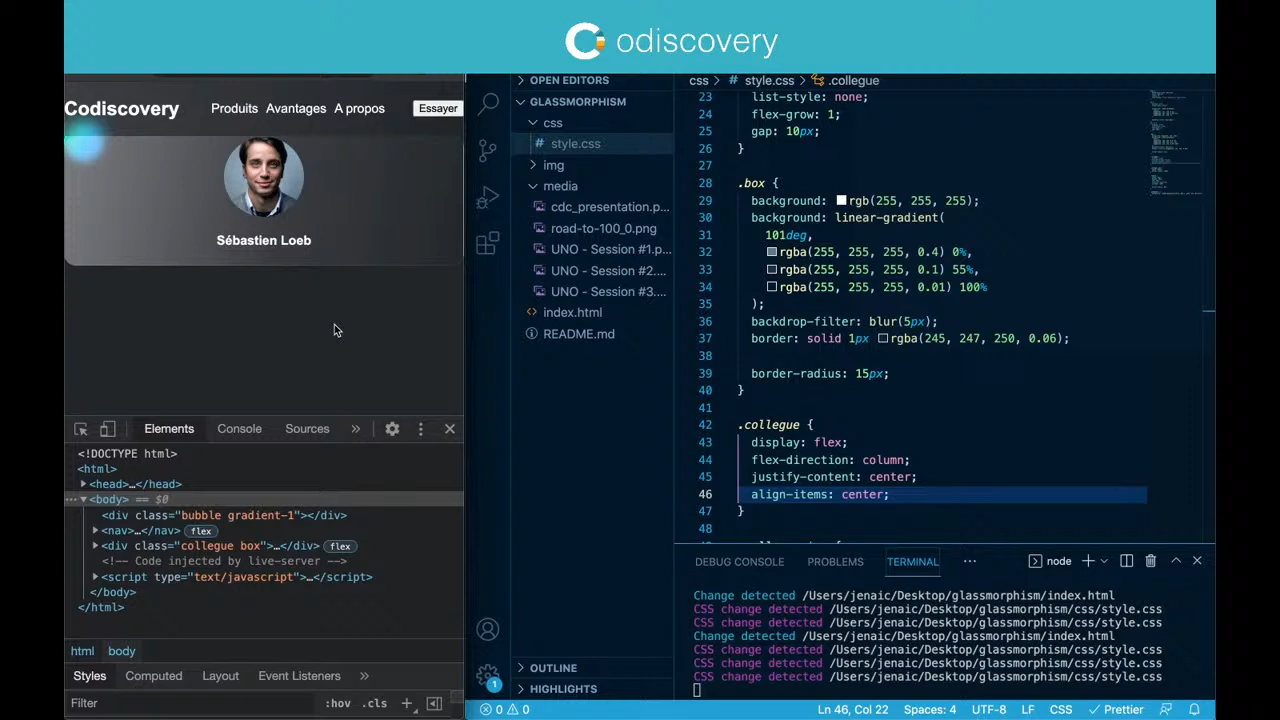 odiscovery
Codiscovery
Produits Avantages A propos
Essayer
Sébastien Loeb
Elements Console Sources »
<!DOCTYPE html>
<html>
<head>…</head>
<body> == $0
<div class="bubble gradient-1"></div>
<nav>…</nav> flex
<div class="collegue box">…</div> flex
<!-- Code injected by live-server -->
<script type="text/javascript">…</script>
</body>
</html>
html body
Styles Computed Layout Event Listeners »
Filter :hov .cls +
OPEN EDITORS
GLASSMORPHISM
css
# style.css
img
media
cdc_presentation.p...
road-to-100_0.png
UNO - Session #1.p...
UNO - Session #2....
UNO - Session #3....
<> index.html
README.md
OUTLINE
HIGHLIGHTS
1
css > # style.css > .collegue
23 list-style: none;
24 flex-grow: 1;
25 gap: 10px;
26 }
27
28 .box {
29 background: rgb(255, 255, 255);
30 background: linear-gradient(
31 101deg,
32 rgba(255, 255, 255, 0.4) 0%,
33 rgba(255, 255, 255, 0.1) 55%,
34 rgba(255, 255, 255, 0.01) 100%
35 );
36 backdrop-filter: blur(5px);
37 border: solid 1px rgba(245, 247, 250, 0.06);
38
39 border-radius: 15px;
40 }
41
42 .collegue {
43 display: flex;
44 flex-direction: column;
45 justify-content: center;
46 align-items: center;
47 }
48
DEBUG CONSOLE PROBLEMS TERMINAL ... node
Change detected /Users/jenaic/Desktop/glassmorphism/index.html
CSS change detected /Users/jenaic/Desktop/glassmorphism/css/style.css
CSS change detected /Users/jenaic/Desktop/glassmorphism/css/style.css
Change detected /Users/jenaic/Desktop/glassmorphism/index.html
CSS change detected /Users/jenaic/Desktop/glassmorphism/css/style.css
CSS change detected /Users/jenaic/Desktop/glassmorphism/css/style.css
CSS change detected /Users/jenaic/Desktop/glassmorphism/css/style.css
0 0 Ln 46, Col 22 Spaces: 4 UTF-8 LF CSS Prettier